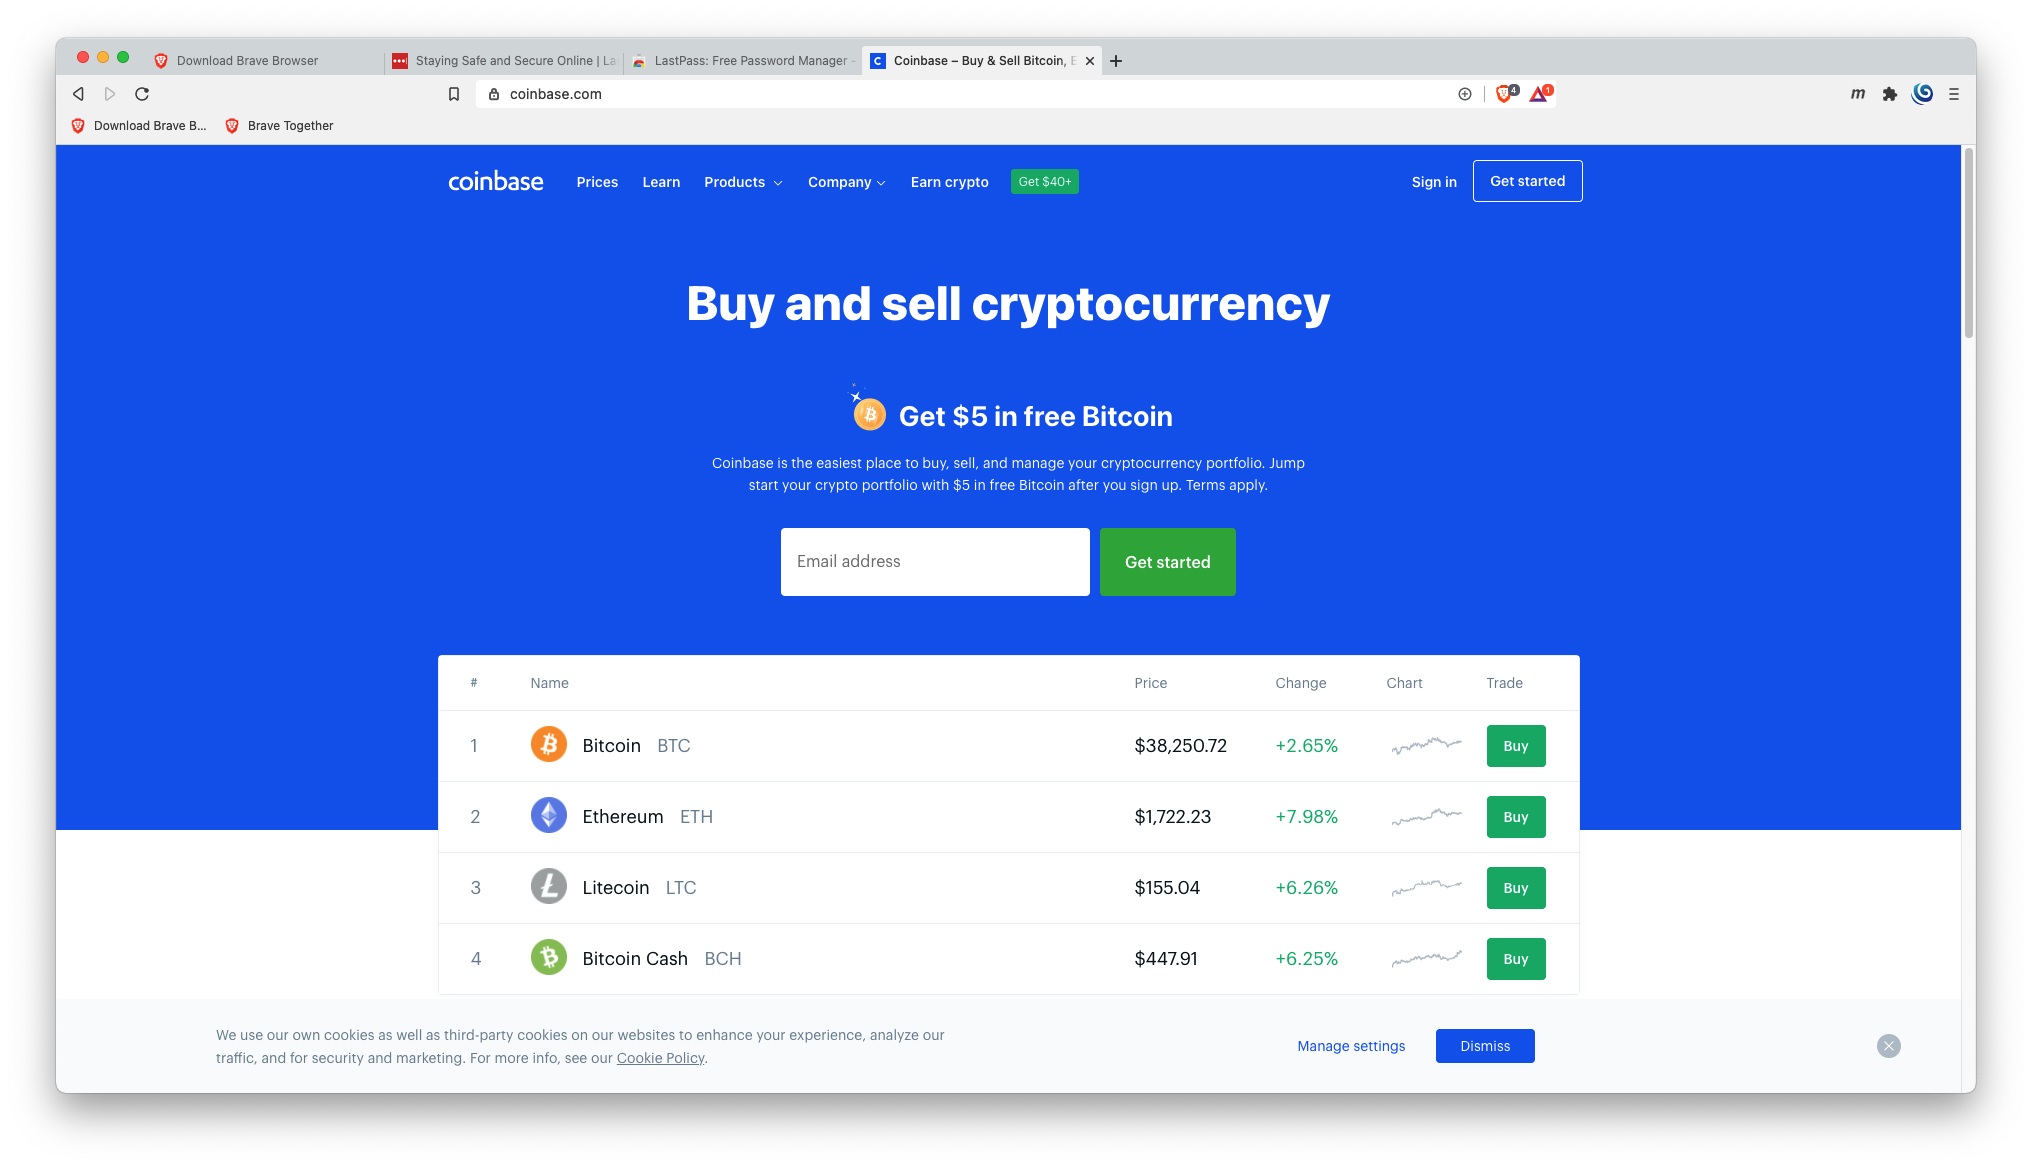 Download Brave Browser
Staying Safe and Secure Online | La
LastPass: Free Password Manager -
Coinbase – Buy & Sell Bitcoin, E
coinbase.com
4
1
m
Download Brave B...
Brave Together
coinbase
Prices
Learn
Products
Company
Earn crypto
Get $40+
Sign in
Get started
Buy and sell cryptocurrency
Get $5 in free Bitcoin
Coinbase is the easiest place to buy, sell, and manage your cryptocurrency portfolio. Jump
start your crypto portfolio with $5 in free Bitcoin after you sign up. Terms apply.
Email address
Get started
# Name Price Change Chart Trade
1 Bitcoin BTC $38,250.72 +2.65% Buy
2 Ethereum ETH $1,722.23 +7.98% Buy
3 Litecoin LTC $155.04 +6.26% Buy
4 Bitcoin Cash BCH $447.91 +6.25% Buy
We use our own cookies as well as third-party cookies on our websites to enhance your experience, analyze our
traffic, and for security and marketing. For more info, see our Cookie Policy.
Manage settings
Dismiss